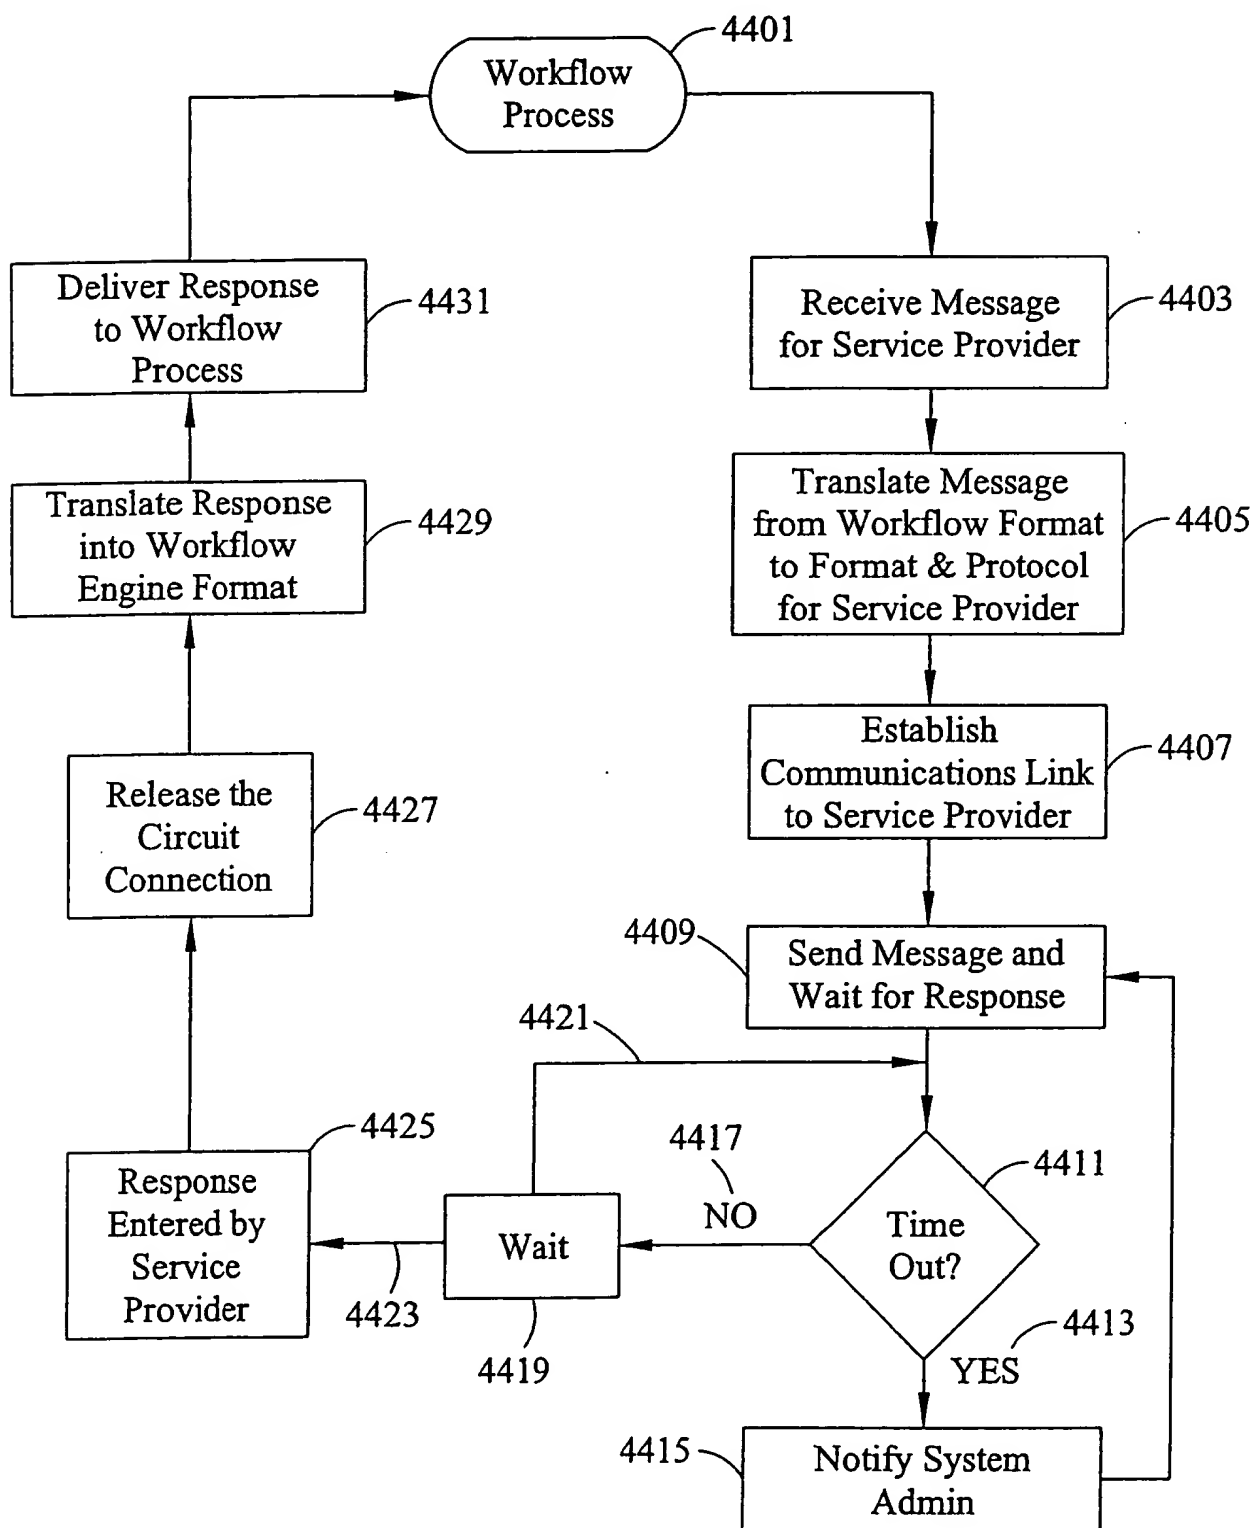 4401
Workflow
Process
Receive Message
for Service Provider
4403
Translate Message
from Workflow Format
to Format & Protocol
for Service Provider
4405
Establish
Communications Link
to Service Provider
4407
4409
Send Message and
Wait for Response
4421
4417
NO
4411
Time
Out?
4413
YES
4415
Notify System
Admin
Wait
4419
4423
4425
Response
Entered by
Service
Provider
Release the
Circuit
Connection
4427
Translate Response
into Workflow
Engine Format
4429
Deliver Response
to Workflow
Process
4431